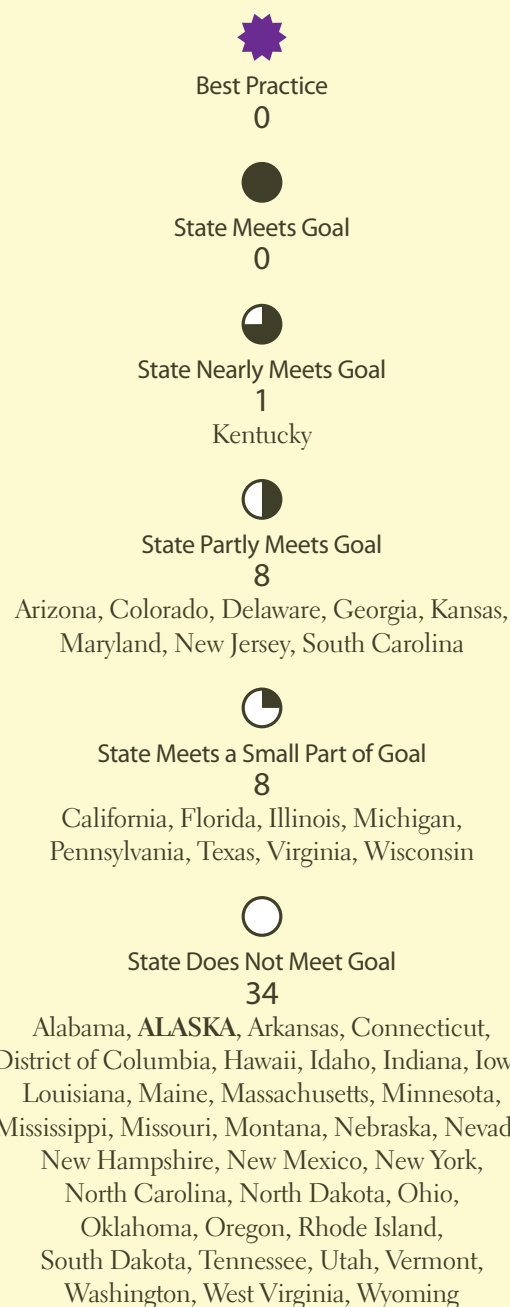 Best Practice
0
State Meets Goal
0
State Nearly Meets Goal
1
Kentucky
State Partly Meets Goal
8
Arizona, Colorado, Delaware, Georgia, Kansas,
Maryland, New Jersey, South Carolina
State Meets a Small Part of Goal
8
California, Florida, Illinois, Michigan,
Pennsylvania, Texas, Virginia, Wisconsin
State Does Not Meet Goal
34
Alabama, ALASKA, Arkansas, Connecticut,
District of Columbia, Hawaii, Idaho, Indiana, Iow
Louisiana, Maine, Massachusetts, Minnesota,
Mississippi, Missouri, Montana, Nebraska, Nevad
New Hampshire, New Mexico, New York,
North Carolina, North Dakota, Ohio,
Oklahoma, Oregon, Rhode Island,
South Dakota, Tennessee, Utah, Vermont,
Washington, West Virginia, Wyoming